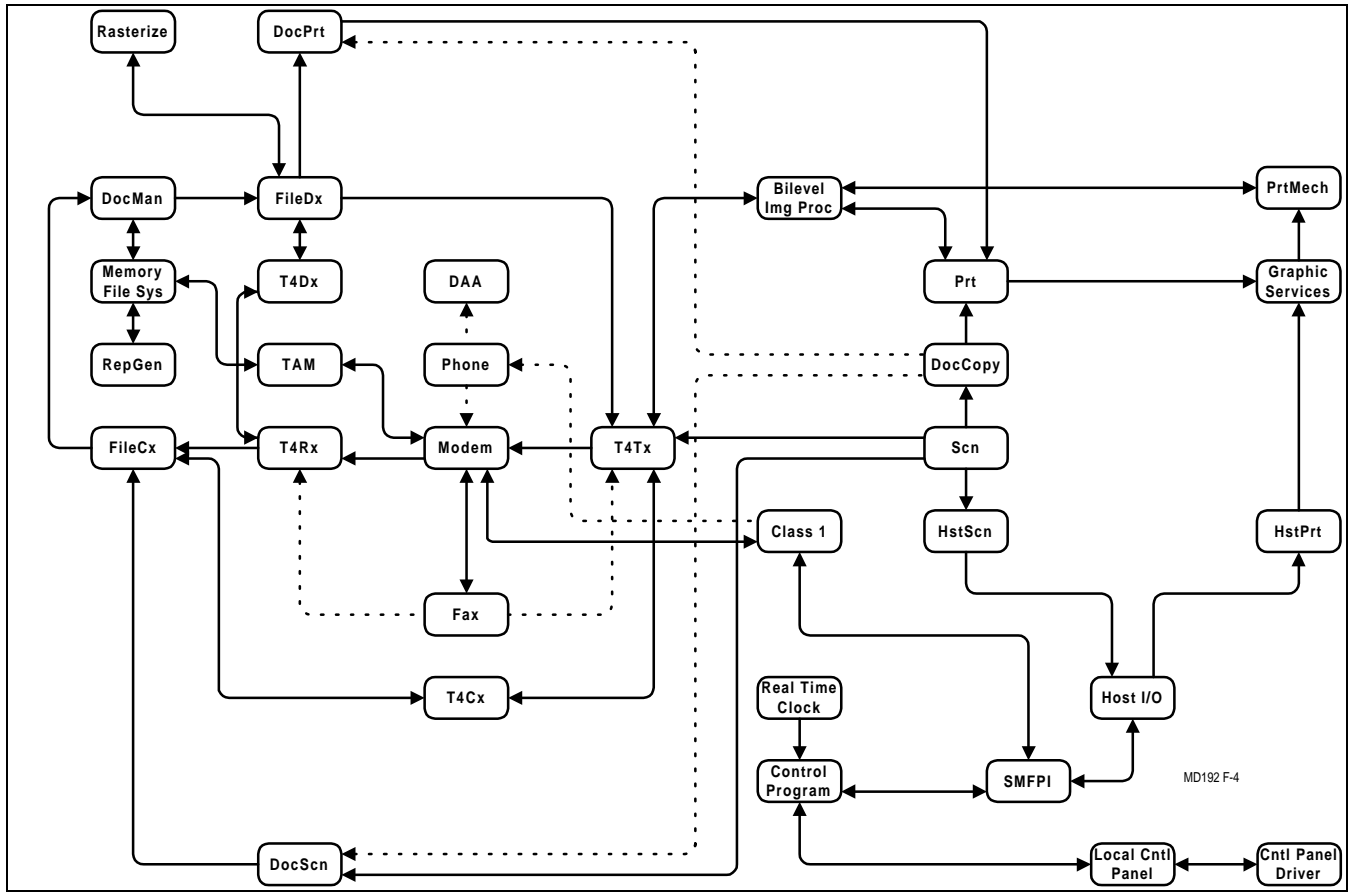 Rasterize
DocPrt
DocMan
FileDx
Bilevel
Img Proc
PrtMech
Memory
File Sys
T4Dx
DAA
Prt
Graphic
Services
RepGen
TAM
Phone
DocCopy
FileCx
T4Rx
Modem
T4Tx
Scn
Class 1
HstScn
HstPrt
Fax
T4Cx
Real Time
Clock
Host I/O
Control
Program
SMFPI
MD192 F-4
DocScn
Local Cntl
Panel
Cntl Panel
Driver